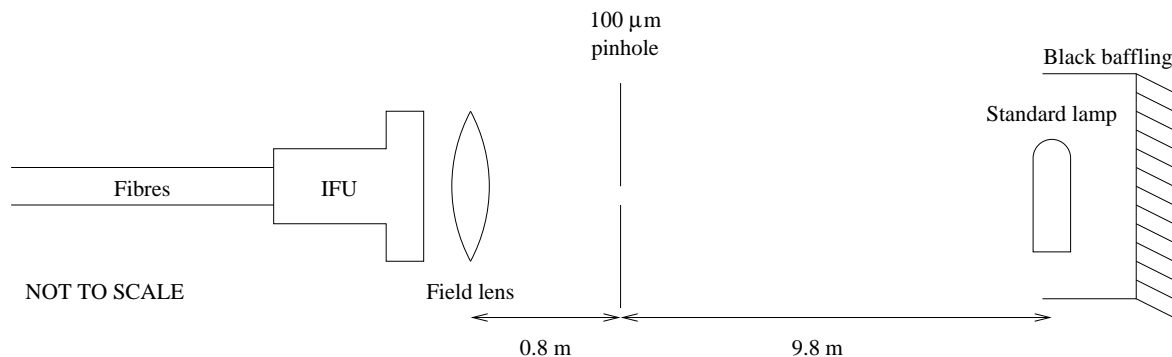 100 μm
pinhole
Black baffling
Standard lamp
Fibres
IFU
NOT TO SCALE
Field lens
0.8 m
9.8 m